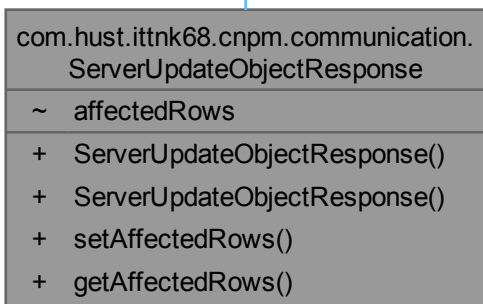 com.hust.ittnk68.cnpm.communication.
ServerUpdateObjectResponse
~ affectedRows
+ ServerUpdateObjectResponse()
+ ServerUpdateObjectResponse()
+ setAffectedRows()
+ getAffectedRows()